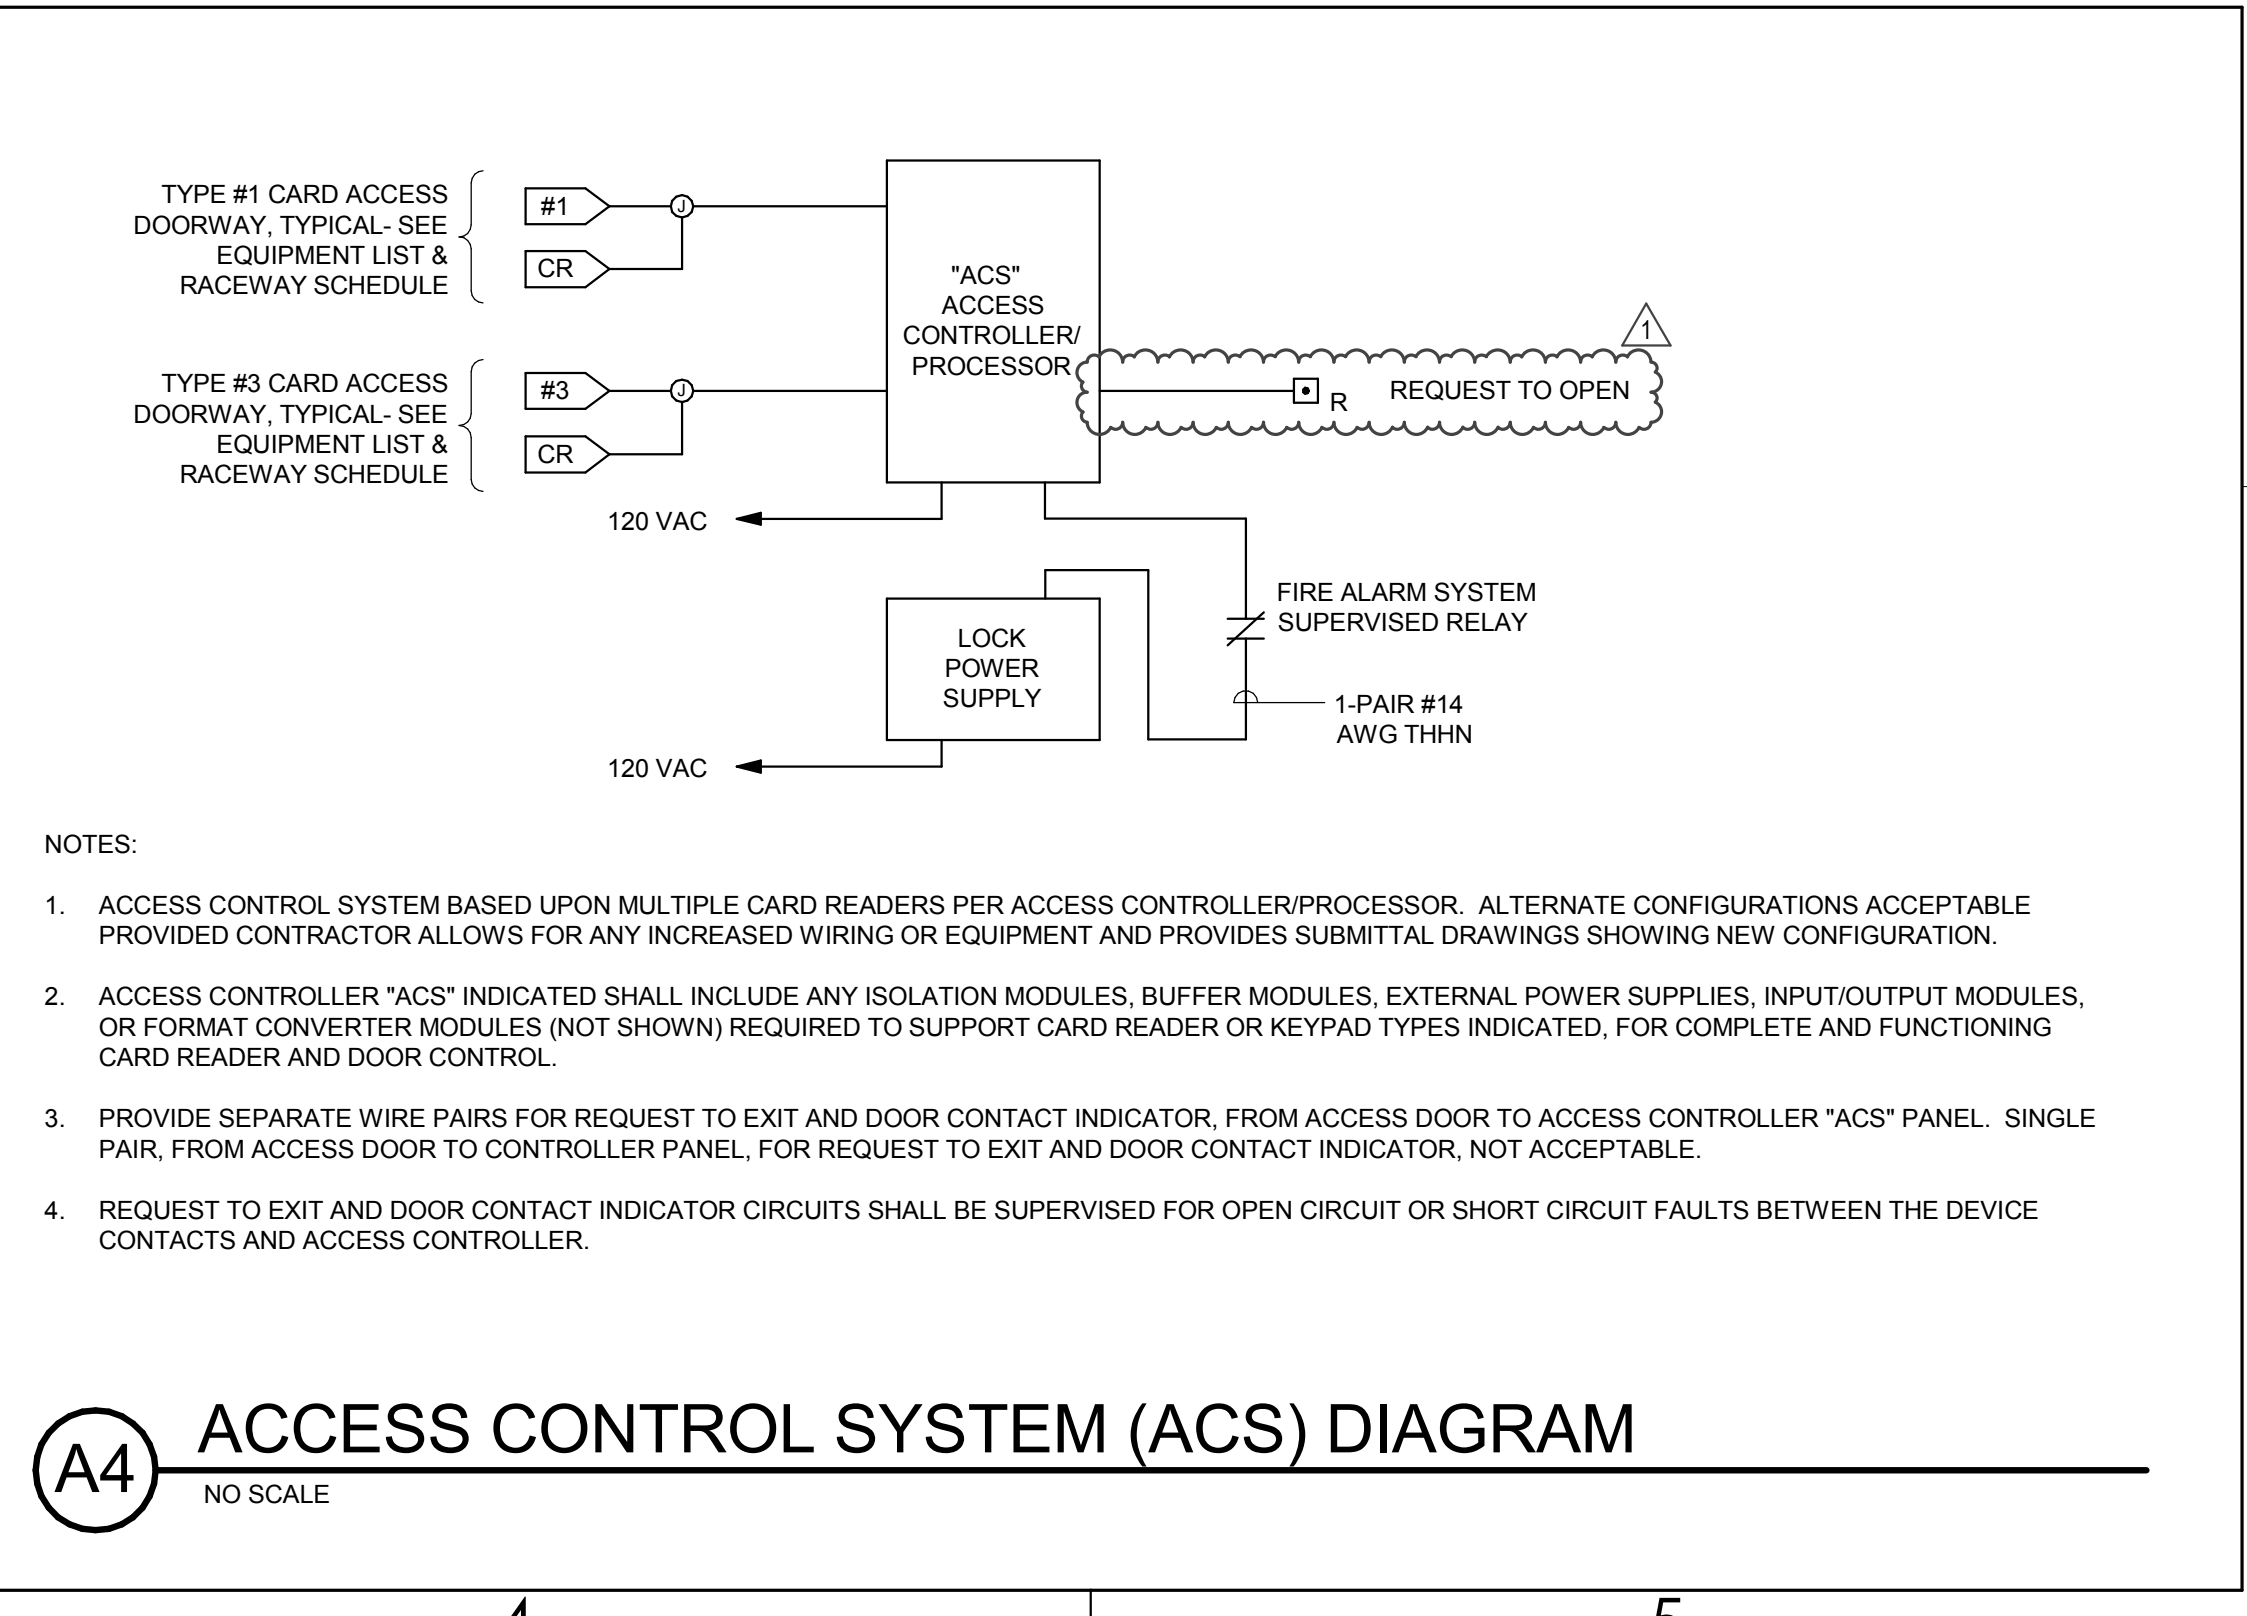 TYPE #1 CARD ACCESS
DOORWAY, TYPICAL- SEE
EQUIPMENT LIST &
RACEWAY SCHEDULE
#1
J
CR
TYPE #3 CARD ACCESS
DOORWAY, TYPICAL- SEE
EQUIPMENT LIST &
RACEWAY SCHEDULE
#3
J
CR
"ACS"
ACCESS
CONTROLLER/
PROCESSOR
1
R
REQUEST TO OPEN
120 VAC
LOCK
POWER
SUPPLY
FIRE ALARM SYSTEM
SUPERVISED RELAY
1-PAIR #14
AWG THHN
120 VAC
NOTES:
1. ACCESS CONTROL SYSTEM BASED UPON MULTIPLE CARD READERS PER ACCESS CONTROLLER/PROCESSOR. ALTERNATE CONFIGURATIONS ACCEPTABLE
PROVIDED CONTRACTOR ALLOWS FOR ANY INCREASED WIRING OR EQUIPMENT AND PROVIDES SUBMITTAL DRAWINGS SHOWING NEW CONFIGURATION.
2. ACCESS CONTROLLER "ACS" INDICATED SHALL INCLUDE ANY ISOLATION MODULES, BUFFER MODULES, EXTERNAL POWER SUPPLIES, INPUT/OUTPUT MODULES,
OR FORMAT CONVERTER MODULES (NOT SHOWN) REQUIRED TO SUPPORT CARD READER OR KEYPAD TYPES INDICATED, FOR COMPLETE AND FUNCTIONING
CARD READER AND DOOR CONTROL.
3. PROVIDE SEPARATE WIRE PAIRS FOR REQUEST TO EXIT AND DOOR CONTACT INDICATOR, FROM ACCESS DOOR TO ACCESS CONTROLLER "ACS" PANEL. SINGLE
PAIR, FROM ACCESS DOOR TO CONTROLLER PANEL, FOR REQUEST TO EXIT AND DOOR CONTACT INDICATOR, NOT ACCEPTABLE.
4. REQUEST TO EXIT AND DOOR CONTACT INDICATOR CIRCUITS SHALL BE SUPERVISED FOR OPEN CIRCUIT OR SHORT CIRCUIT FAULTS BETWEEN THE DEVICE
CONTACTS AND ACCESS CONTROLLER.
A4
ACCESS CONTROL SYSTEM (ACS) DIAGRAM
NO SCALE